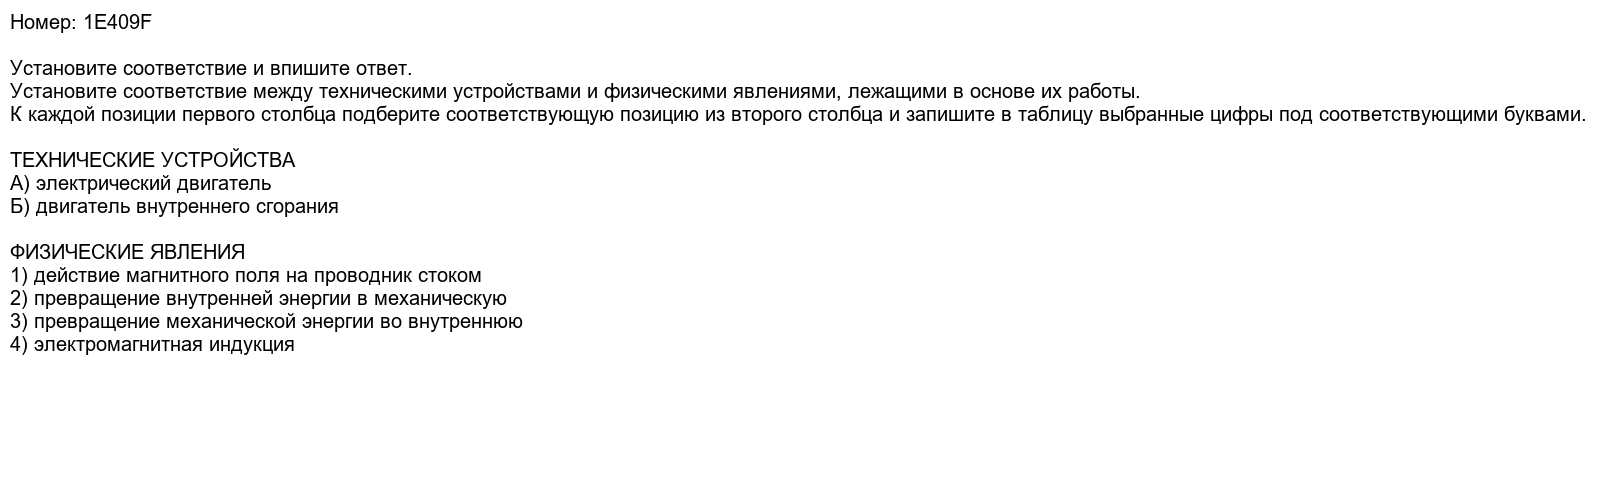 Номер: 1E409F
Установите соответствие и впишите ответ.
Установите соответствие между техническими устройствами и физическими явлениями, лежащими в основе их работы.
К каждой позиции первого столбца подберите соответствующую позицию из второго столбца и запишите в таблицу выбранные цифры под соответствующими буквами.
ТЕХНИЧЕСКИЕ УСТРОЙСТВА
А) электрический двигатель
Б) двигатель внутреннего сгорания
ФИЗИЧЕСКИЕ ЯВЛЕНИЯ
1) действие магнитного поля на проводник стоком
2) превращение внутренней энергии в механическую
3) превращение механической энергии во внутреннюю
4) электромагнитная индукция